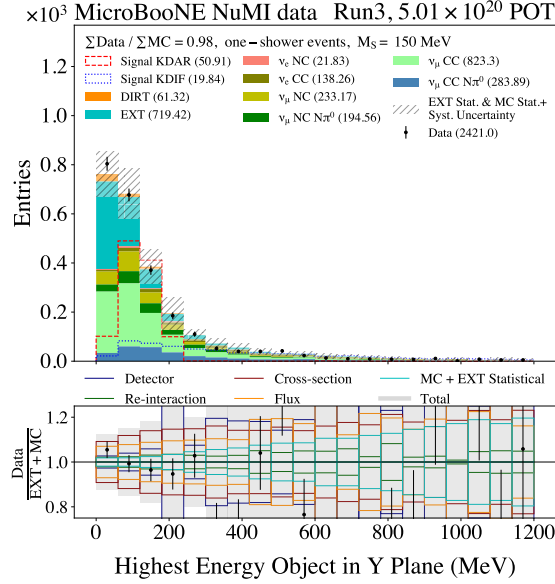 MicroBooNE NuMI data Run3, 5.01×10²⁰ POT
×10³
ΣData / ΣMC = 0.98, one−shower events, M_S = 150 MeV
Signal KDAR (50.91)
Signal KDIF (19.84)
DIRT (61.32)
EXT (719.42)
ν_e NC (21.83)
ν_e CC (138.26)
ν_μ NC (233.17)
ν_μ NC Nπ⁰ (194.56)
ν_μ CC (823.3)
ν_μ CC Nπ⁰ (283.89)
EXT Stat. & MC Stat.+
Syst. Uncertainty
Data (2421.0)
Entries
1.2
1.0
0.8
0.6
0.4
0.2
0.0
×10³
Detector
Re-interaction
Cross-section
Flux
MC + EXT Statistical
Total
Data
EXT+MC
1.2
1.0
0.8
0 200 400 600 800 1000 1200
Highest Energy Object in Y Plane (MeV)